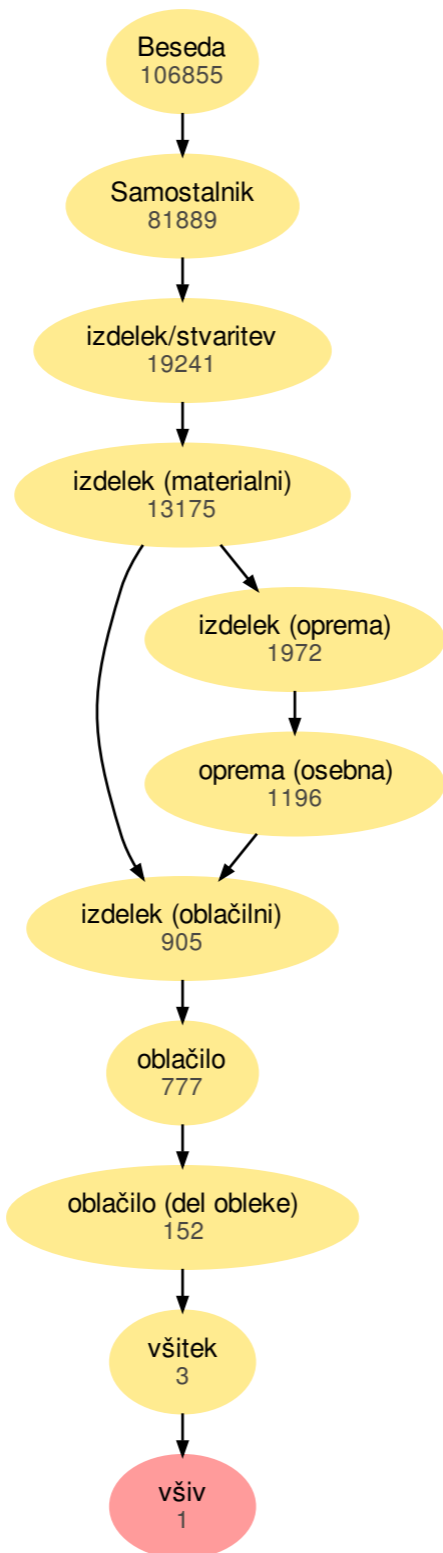 Beseda
106855
Samostalnik
81889
izdelek/stvaritev
19241
izdelek (materialni)
13175
izdelek (oprema)
1972
oprema (osebna)
1196
izdelek (oblačilni)
905
oblačilo
777
oblačilo (del obleke)
152
všitek
3
všiv
1